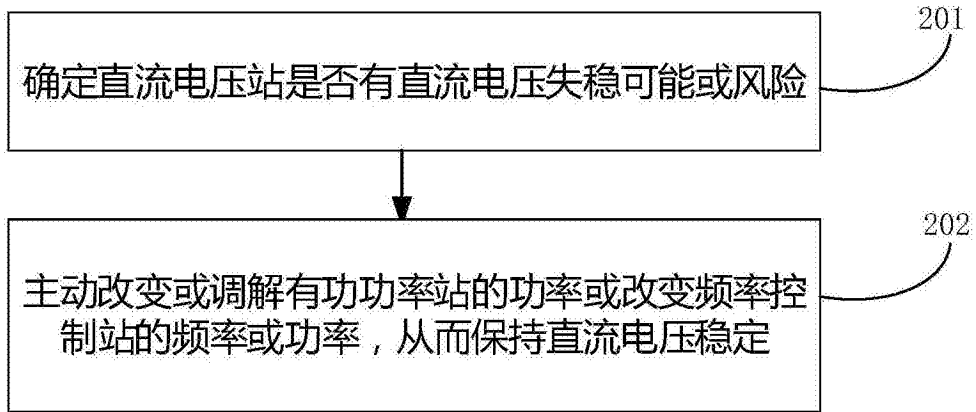 201
确定直流电压站是否有直流电压失稳可能或风险
202
主动改变或调解有功功率站的功率或改变频率控
制站的频率或功率，从而保持直流电压稳定